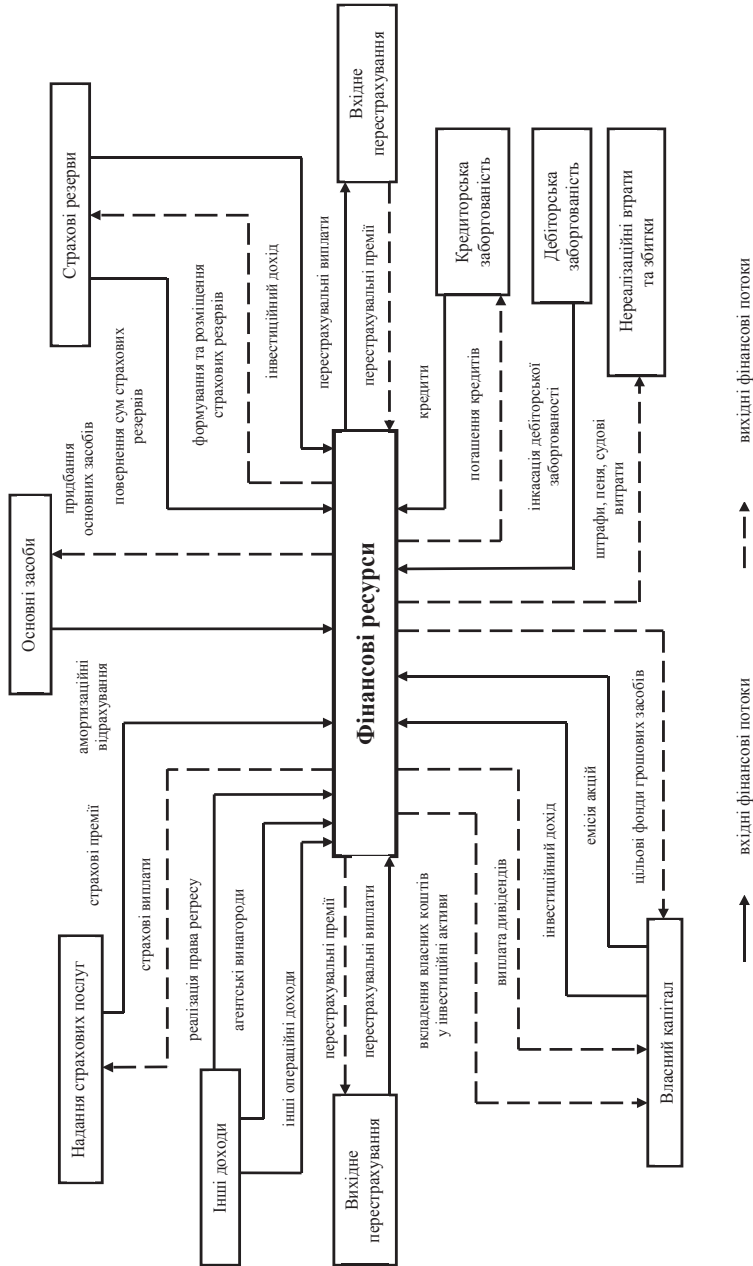 Надання страхових послуг
Основні засоби
Страхові резерви
страхові премії
страхові виплати
амортизаційні
відрахування
придбання
основних засобів
повернення сум страхових
резервів
формування та розміщення
страхових резервів
інвестиційний дохід
Інші доходи
реалізація права регресу
агентські винагороди
інші операційні доходи
Вихідне
перестрахування
перестрахувальні премії
перестрахувальні виплати
Фінансові ресурси
перестрахувальні виплати
перестрахувальні премії
Вхідне
перестрахування
вкладення власних коштів
у інвестиційні активи
виплата дивідендів
інвестиційний дохід
емісія акцій
цільові фонди грошових засобів
Власний капітал
кредити
погашення кредитів
Кредиторська
заборгованість
інкасація дебіторської
заборгованості
Дебіторська
заборгованість
штрафи, пеня, судові
витрати
Нереалізаційні втрати
та збитки
вхідні фінансові потоки
вихідні фінансові потоки